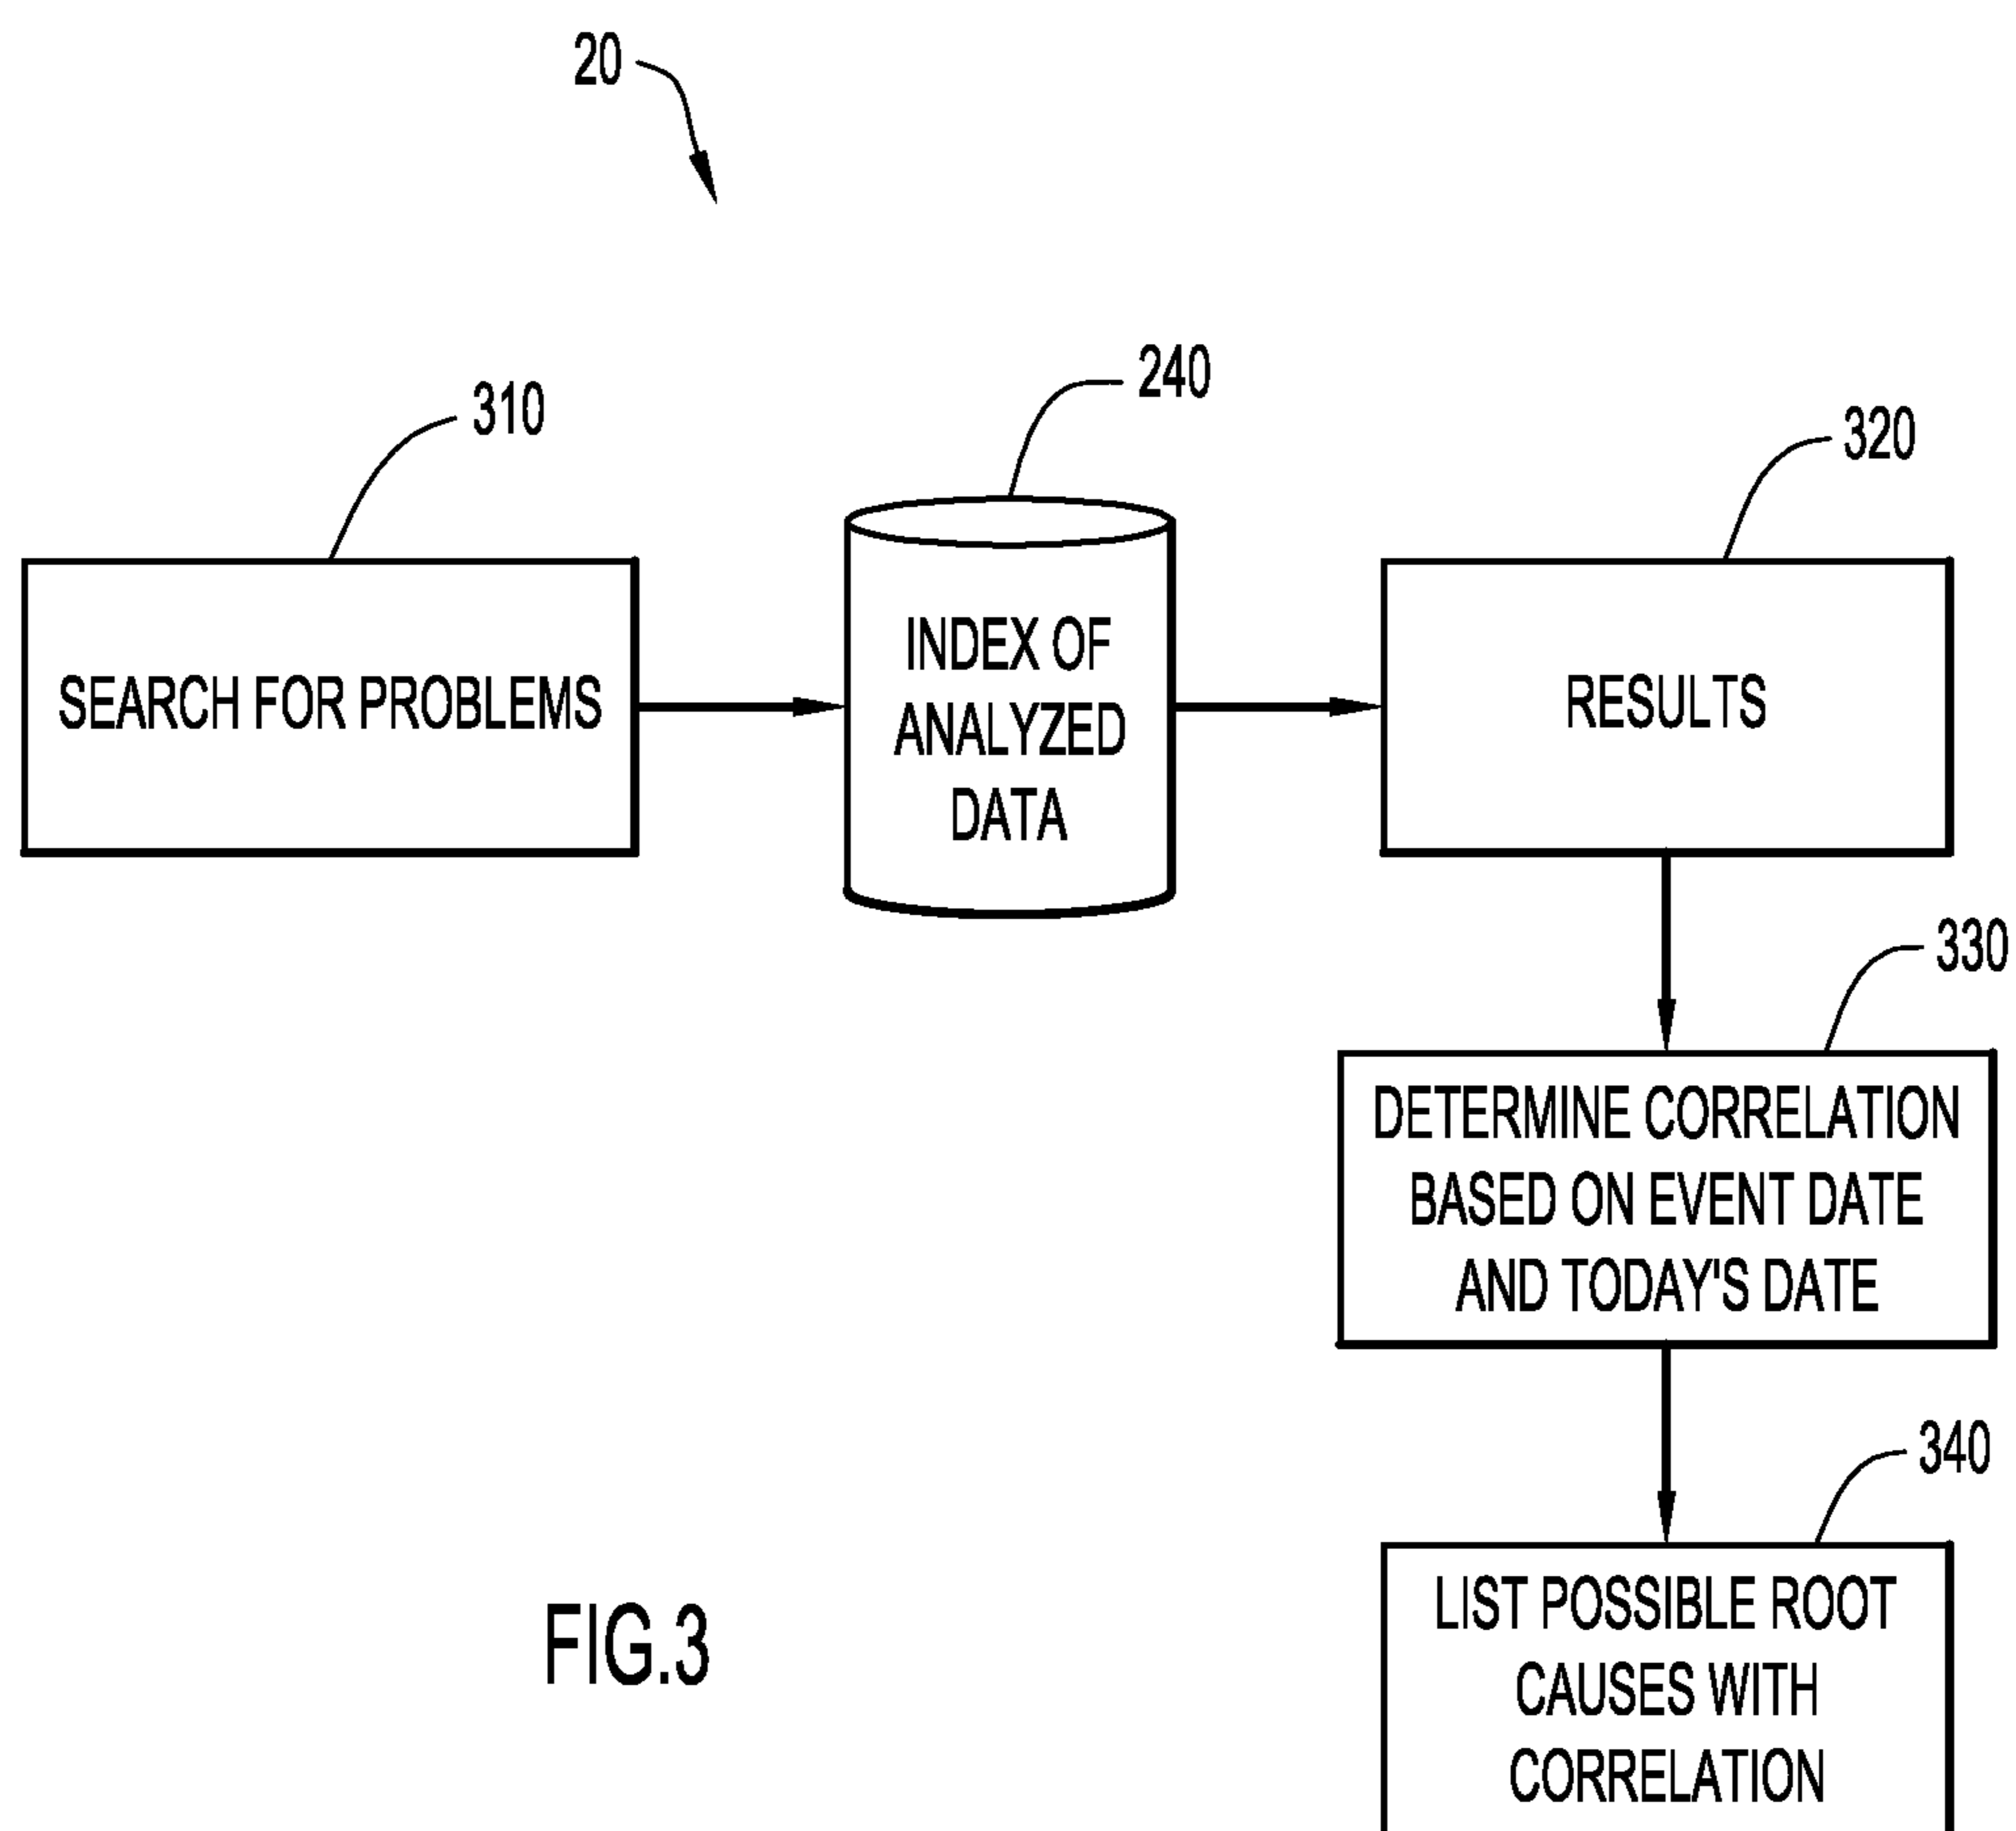 20
310
240
320
SEARCH FOR PROBLEMS
INDEX OF
ANALYZED
DATA
RESULTS
330
DETERMINE CORRELATION
BASED ON EVENT DATE
AND TODAY'S DATE
340
LIST POSSIBLE ROOT
CAUSES WITH
CORRELATION
FIG.3